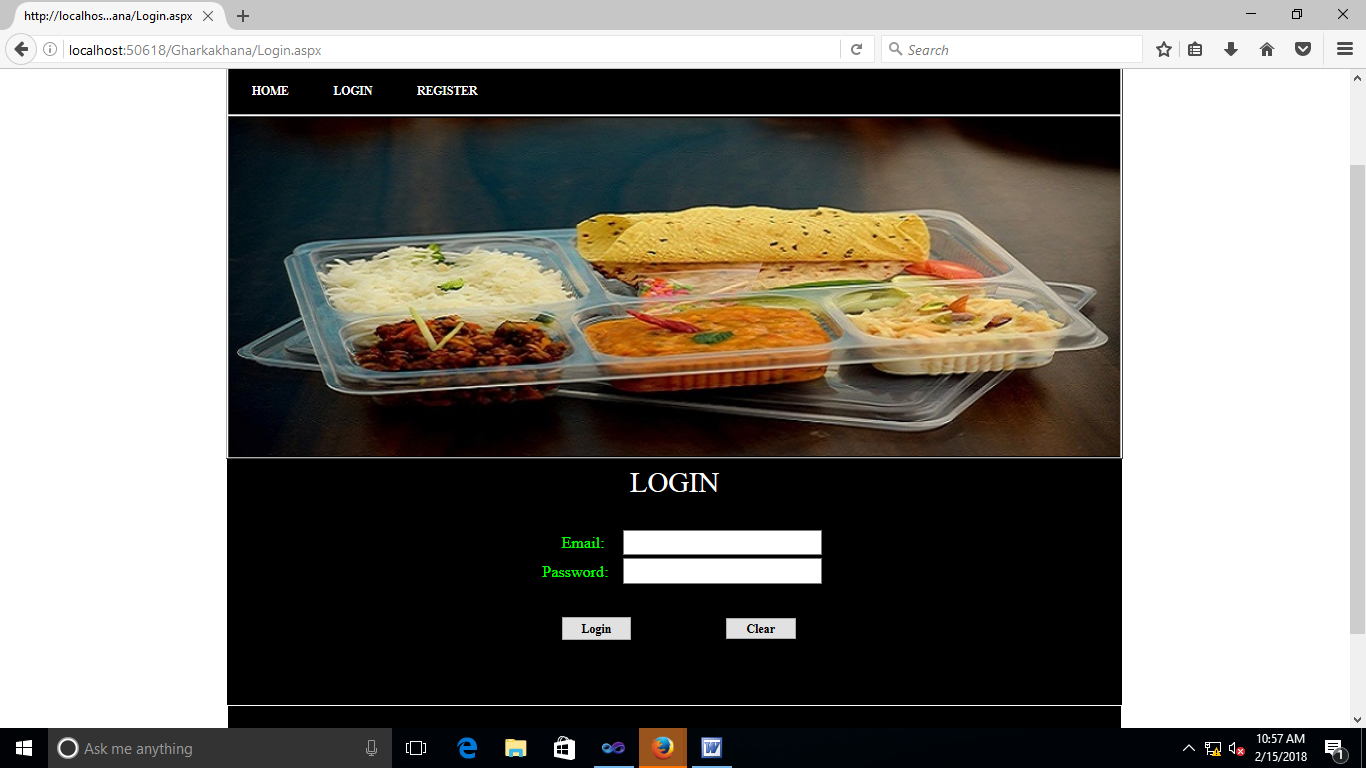 http://localhos...ana/Login.aspx
localhost:50618/Gharkakhana/Login.aspx
Search
HOME LOGIN REGISTER
LOGIN
Email:
Password:
Login Clear
Ask me anything
10:57 AM
2/15/2018
1